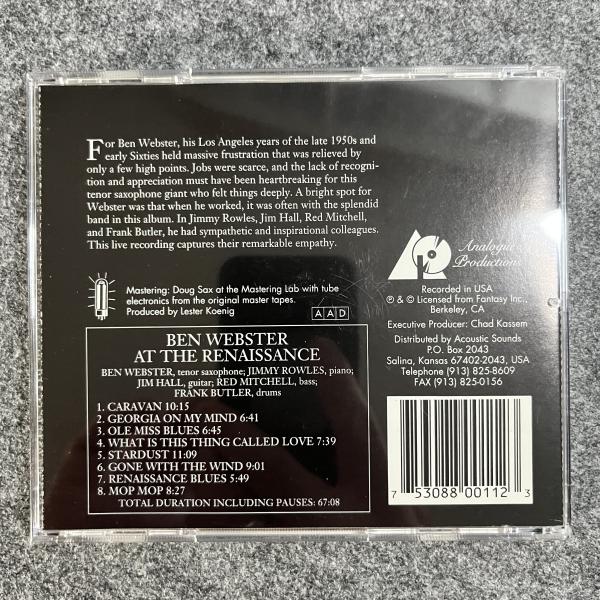 For Ben Webster, his Los Angeles years of the late 1950s and
early Sixties held massive frustration that was relieved by
only a few high points. Jobs were scarce, and the lack of recogni-
tion and appreciation must have been heartbreaking for this
tenor saxophone giant who felt things deeply. A bright spot for
Webster was that when he worked, it was often with the splendid
band in this album. In Jimmy Rowles, Jim Hall, Red Mitchell,
and Frank Butler, he had sympathetic and inspirational colleagues.
This live recording captures their remarkable empathy.
Mastering: Doug Sax at the Mastering Lab with tube
electronics from the original master tapes.
Produced by Lester Koenig
AAD
BEN WEBSTER
AT THE RENAISSANCE
BEN WEBSTER, tenor saxophone; JIMMY ROWLES, piano;
JIM HALL, guitar; RED MITCHELL, bass;
FRANK BUTLER, drums
1. CARAVAN 10:15
2. GEORGIA ON MY MIND 6:41
3. OLE MISS BLUES 6:45
4. WHAT IS THIS THING CALLED LOVE 7:39
5. STARDUST 11:09
6. GONE WITH THE WIND 9:01
7. RENAISSANCE BLUES 5:49
8. MOP MOP 8:27
TOTAL DURATION INCLUDING PAUSES: 67:08
AP
Analogue
Productions
Recorded in USA
℗ & © Licensed from Fantasy Inc.,
Berkeley, CA
Executive Producer: Chad Kassem
Distributed by Acoustic Sounds
P.O. Box 2043
Salina, Kansas 67402-2043, USA
Telephone (913) 825-8609
FAX (913) 825-0156
7 53088 00112 3